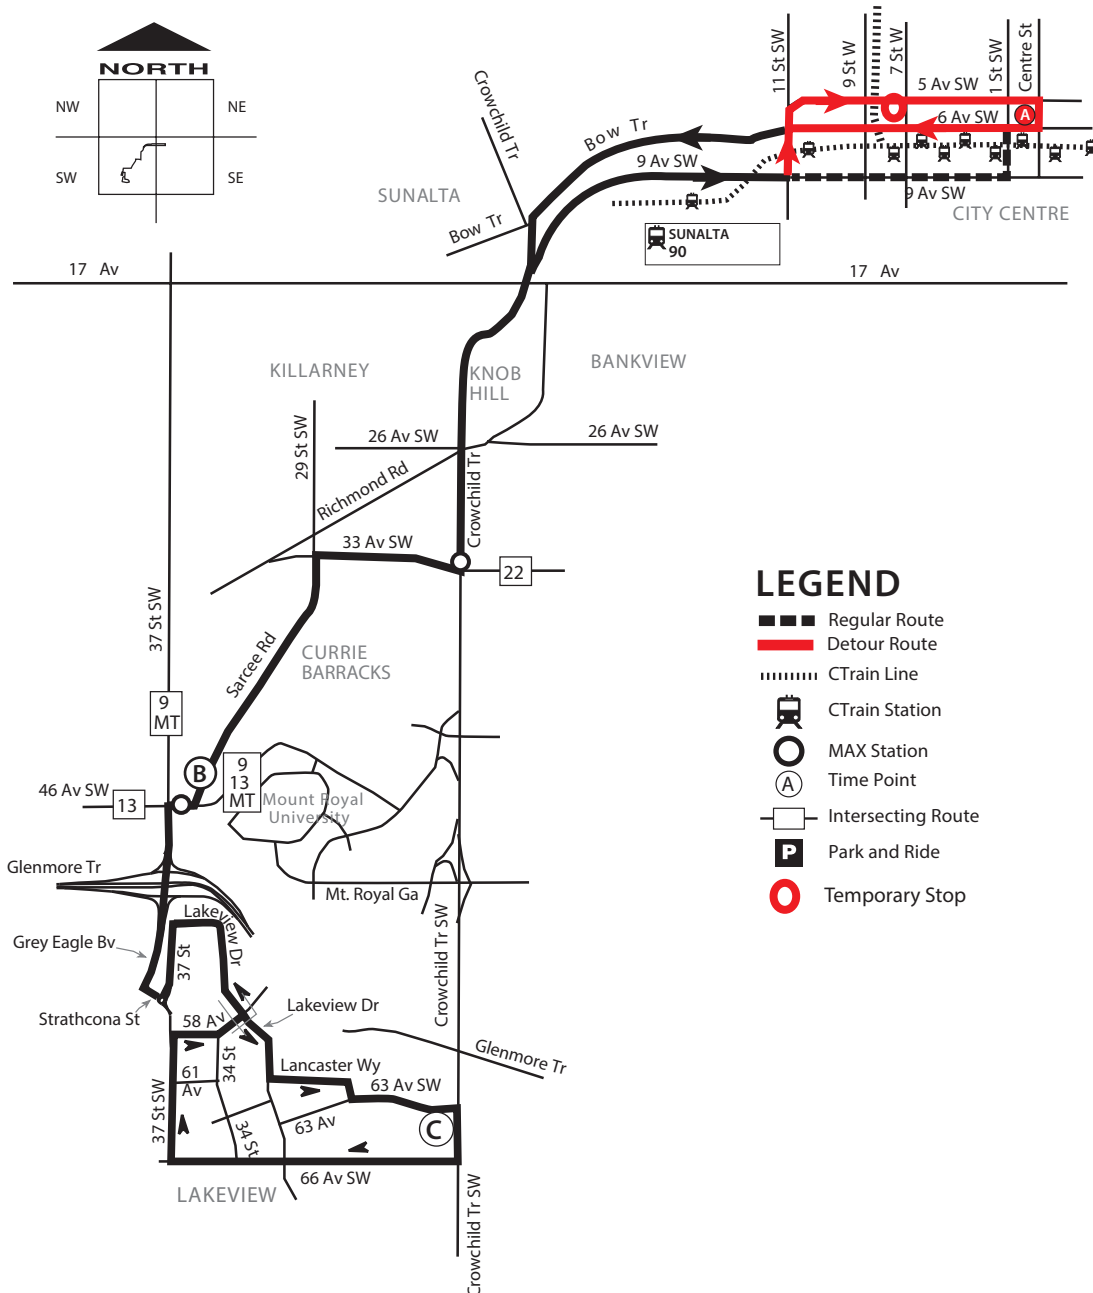 NORTH
NW
NE
SW
SE
Crowchild Tr
Bow Tr
11 St SW
9 St W
7 St W
1 St SW
Centre St
5 Av SW
6 Av SW
A
9 Av SW
9 Av SW
SUNALTA
Bow Tr
CITY CENTRE
SUNALTA
90
17 Av
17 Av
KILLARNEY
KNOB
HILL
BANKVIEW
29 St SW
26 Av SW
26 Av SW
Richmond Rd
Crowchild Tr
33 Av SW
22
37 St SW
Sarcee Rd
CURRIE
BARRACKS
9
MT
B
9
13
MT
46 Av SW
13
Mount Royal
University
Glenmore Tr
Mt. Royal Ga
Lakeview Dr
Grey Eagle Bv
37 St
Crowchild Tr SW
Strathcona St
58 Av
Lakeview Dr
34 St
Glenmore Tr
Lancaster Wy
61
Av
63 Av SW
37 St SW
34 St
63 Av
C
66 Av SW
LAKEVIEW
Crowchild Tr SW
LEGEND
Regular Route
Detour Route
CTrain Line
CTrain Station
MAX Station
A
Time Point
Intersecting Route
P
Park and Ride
Temporary Stop